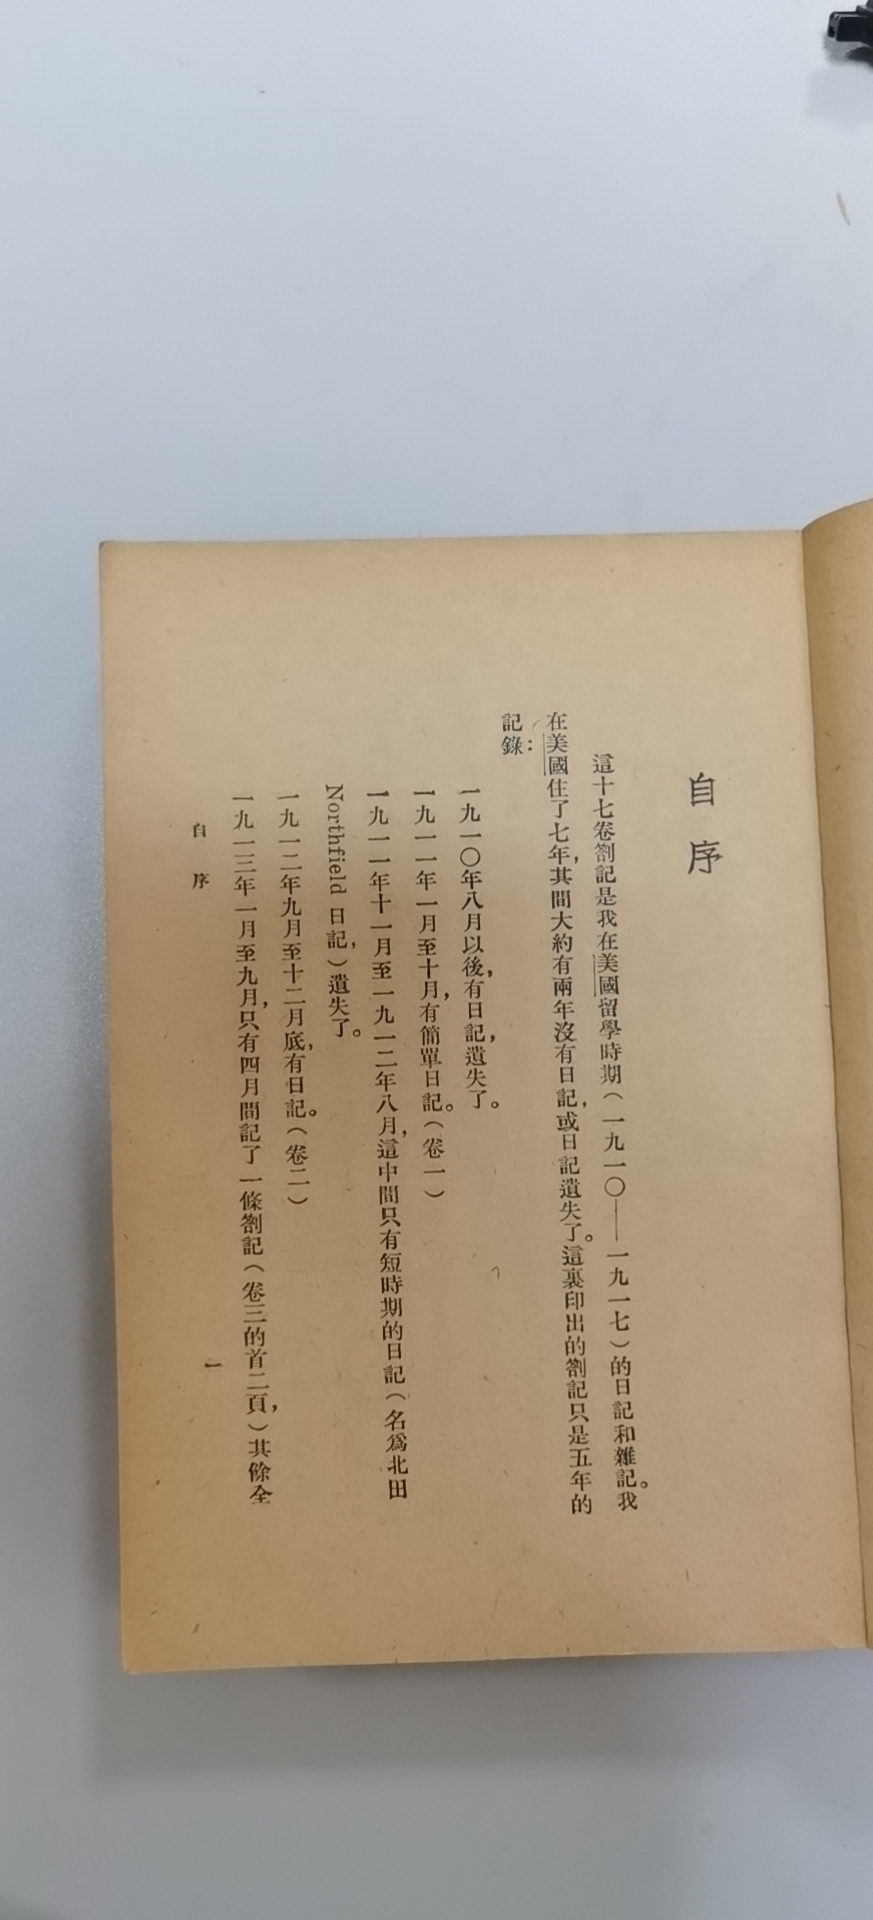 自序
這十七卷劄記是我在美國留學時期(一九一〇——一九一七)的日記和雜記。我
在美國住了七年,其間大約有兩年沒有日記,或日記遺失了。這裏印出的劄記只是五年的
記錄:
一九一〇年八月以後,有日記,遺失了。
一九一一年一月至十月,有簡單日記。(卷一)
一九一一年十一月至一九一二年八月,這中間只有短時期的日記(名爲北田
Northfield 日記,)遺失了。
一九一二年九月至十二月底,有日記。(卷二)
一九一三年一月至九月,只有四月間記了一條劄記(卷三的首二頁,)其餘全
自序
一